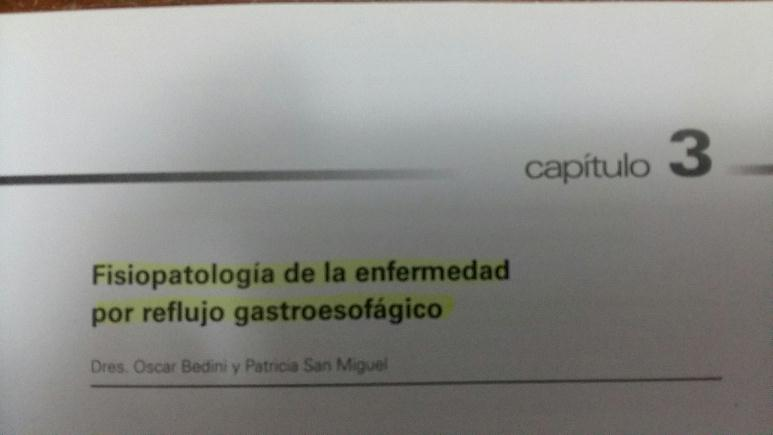 capítulo 3
Fisiopatología de la enfermedad
por reflujo gastroesofágico
Dres. Oscar Bedini y Patricia San Miguel